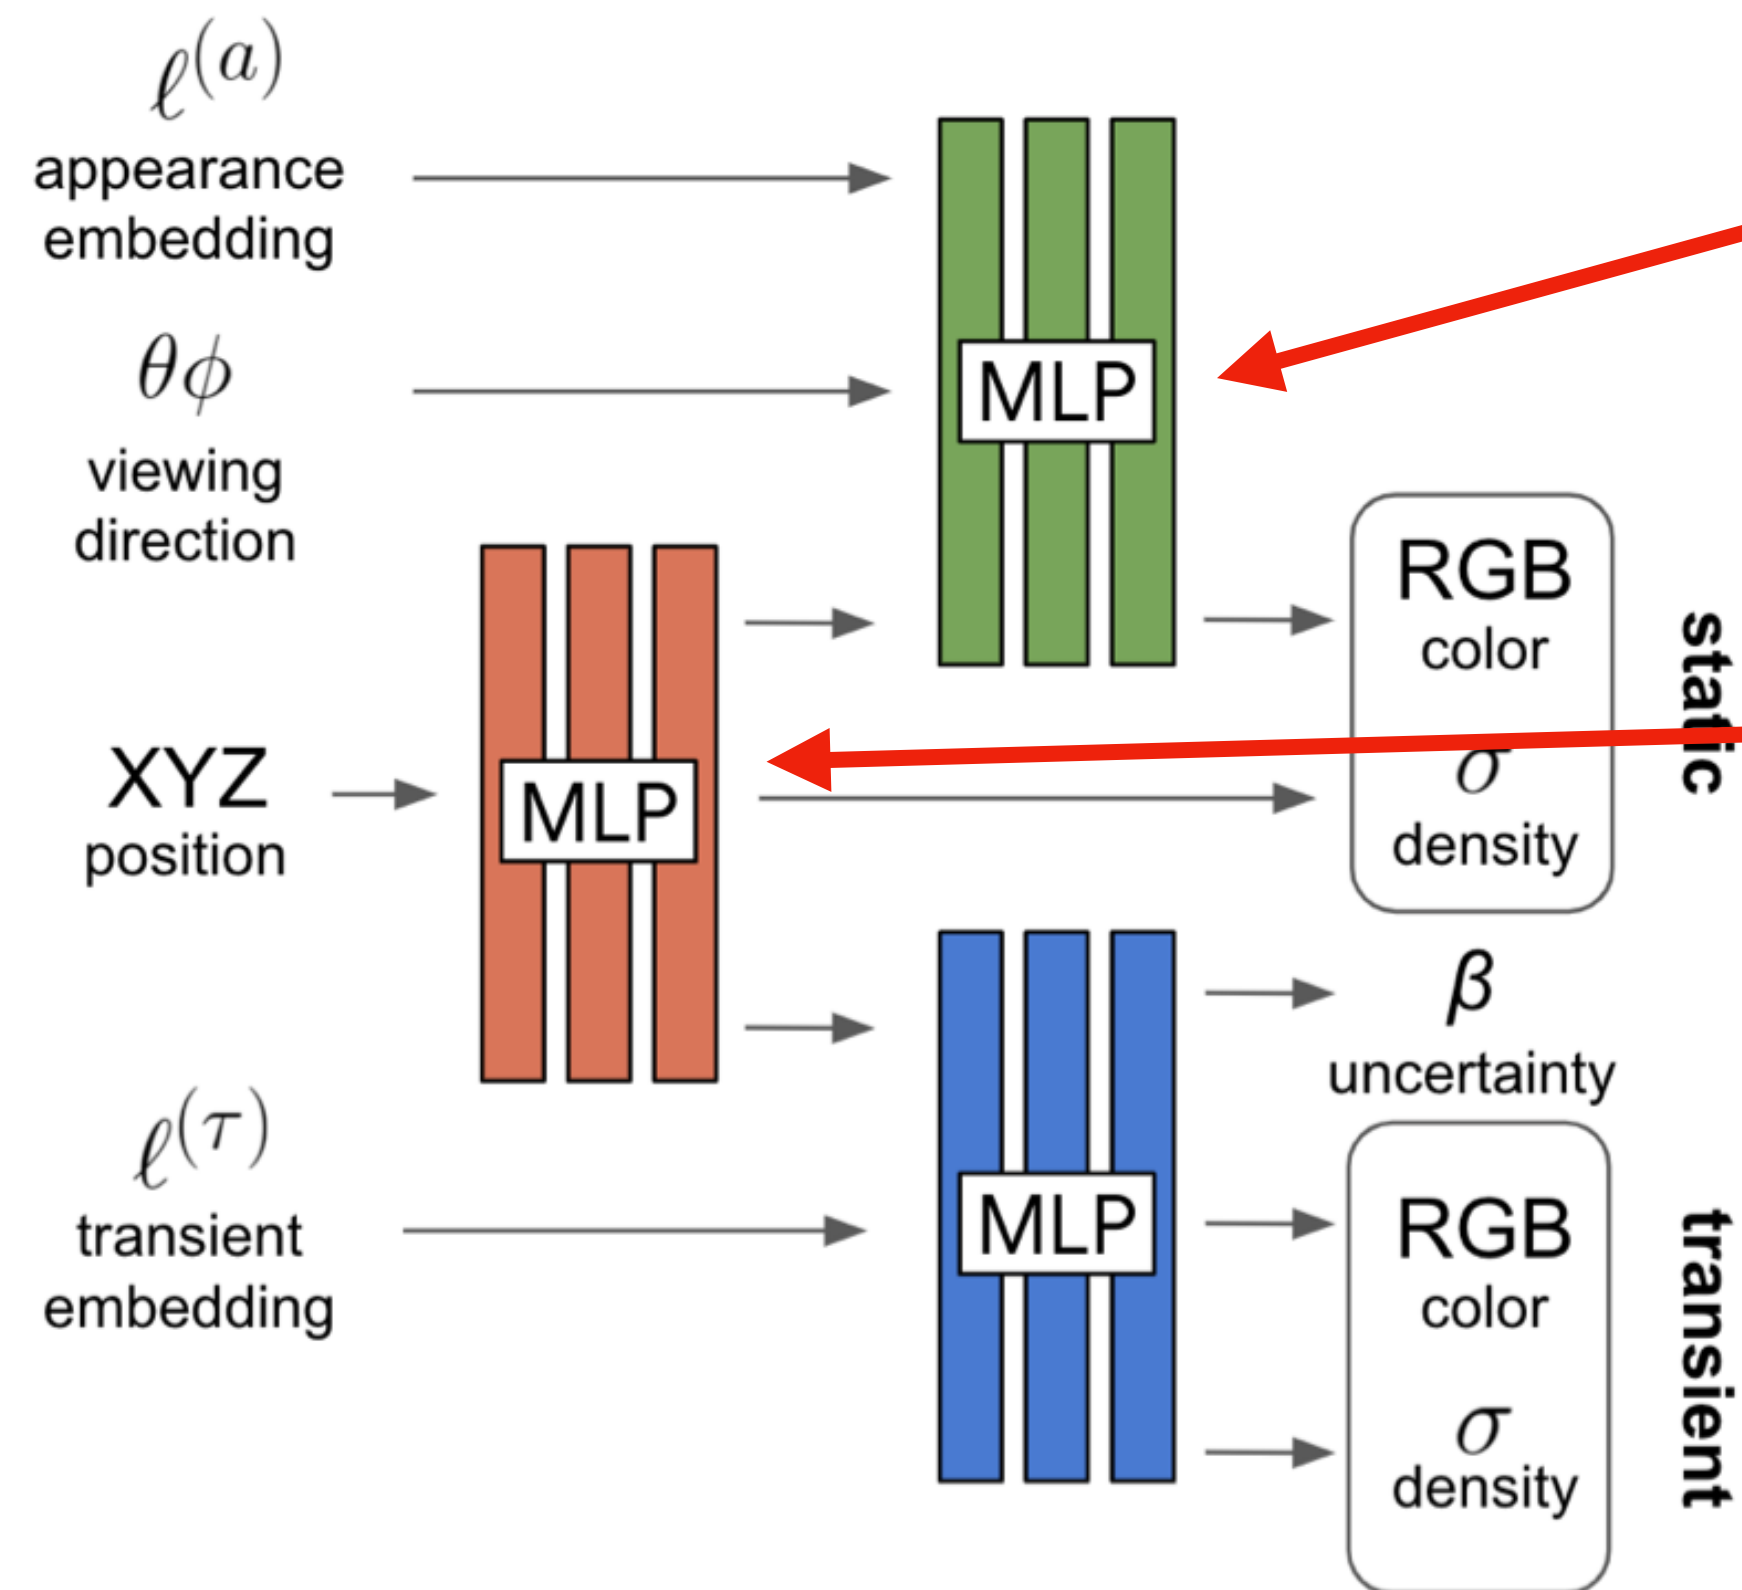 ℓ(a)
appearance
embedding
θϕ
viewing
direction
XYZ
position
ℓ(τ)
transient
embedding
MLP
MLP
MLP
RGB
color
σ
density
static
β
uncertainty
RGB
color
σ
density
transient